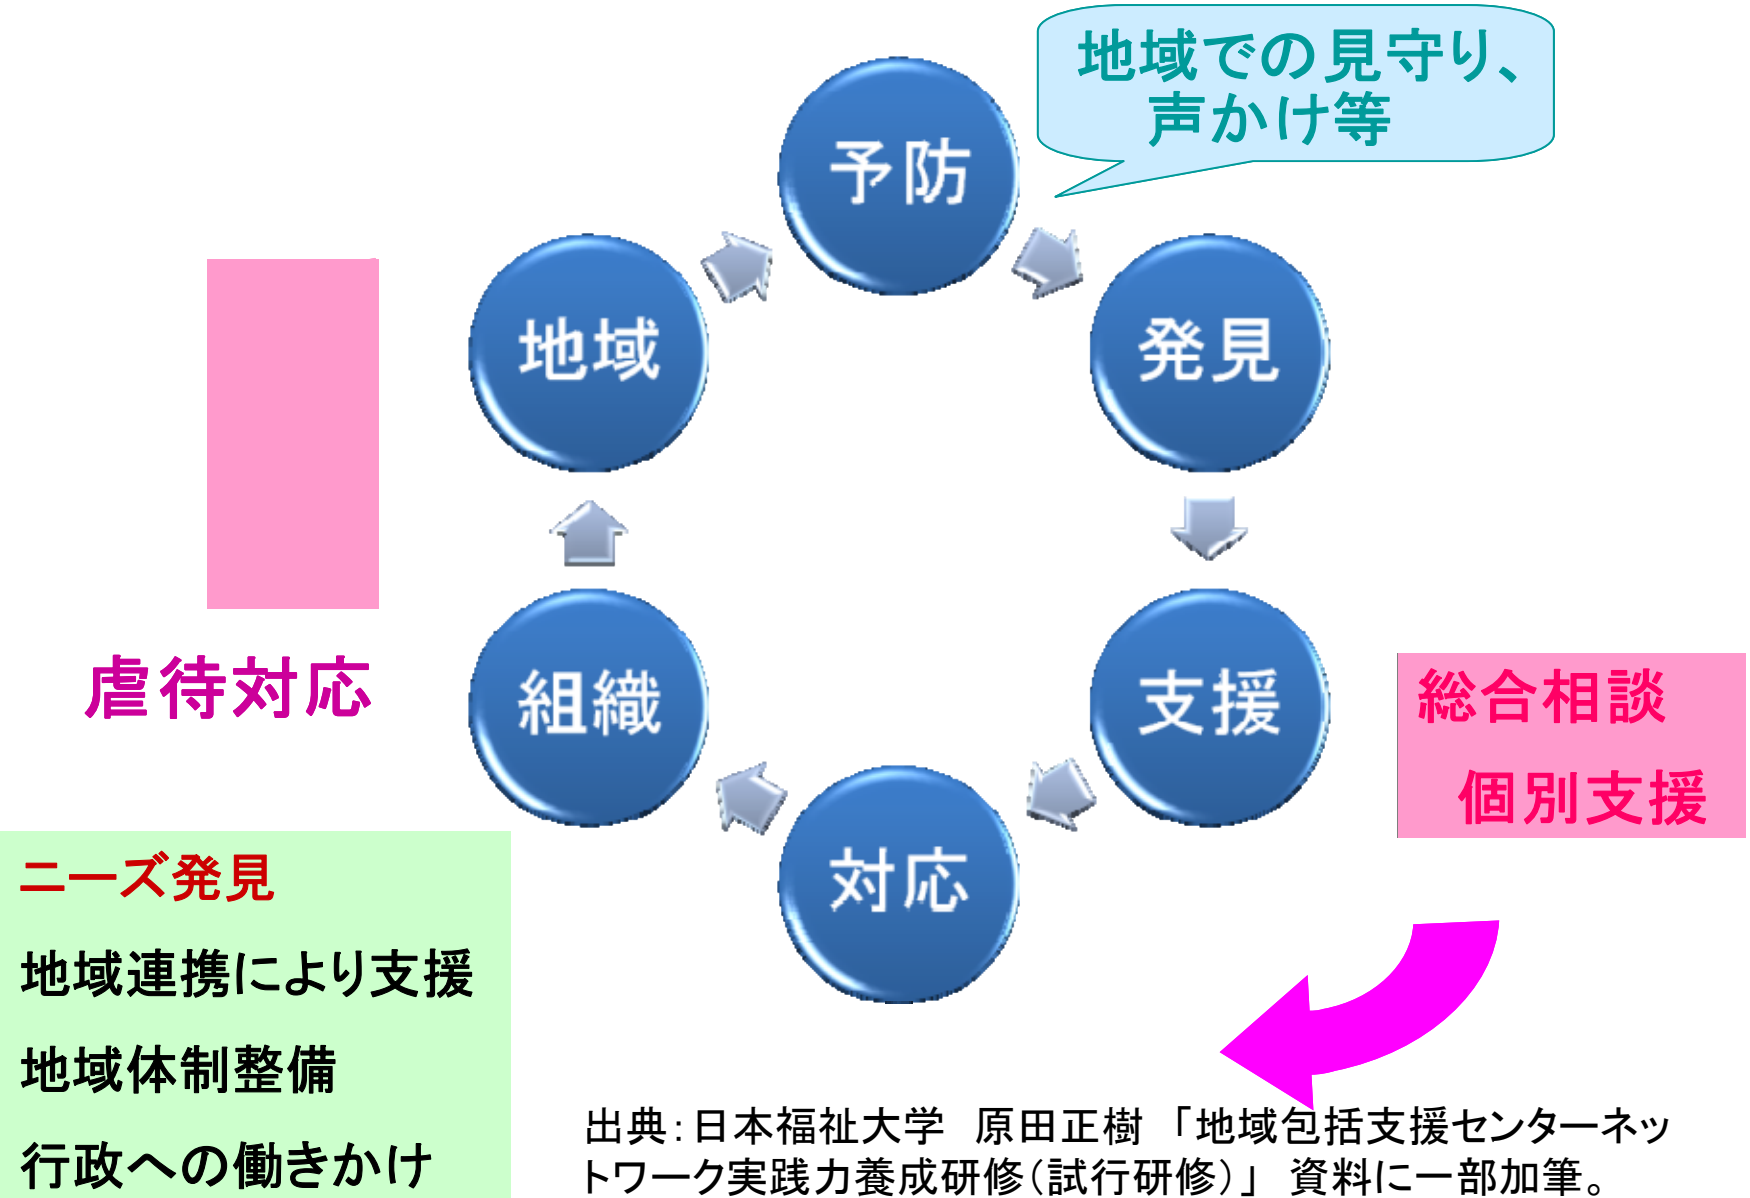 地域での見守り、
声かけ等
予防
発見
地域
支援
組織
対応
虐待対応
総合相談
個別支援
ニーズ発見
地域連携により支援
地域体制整備
行政への働きかけ
出典：日本福祉大学　原田正樹　「地域包括支援センターネッ
トワーク実践力養成研修（試行研修）」　資料に一部加筆。